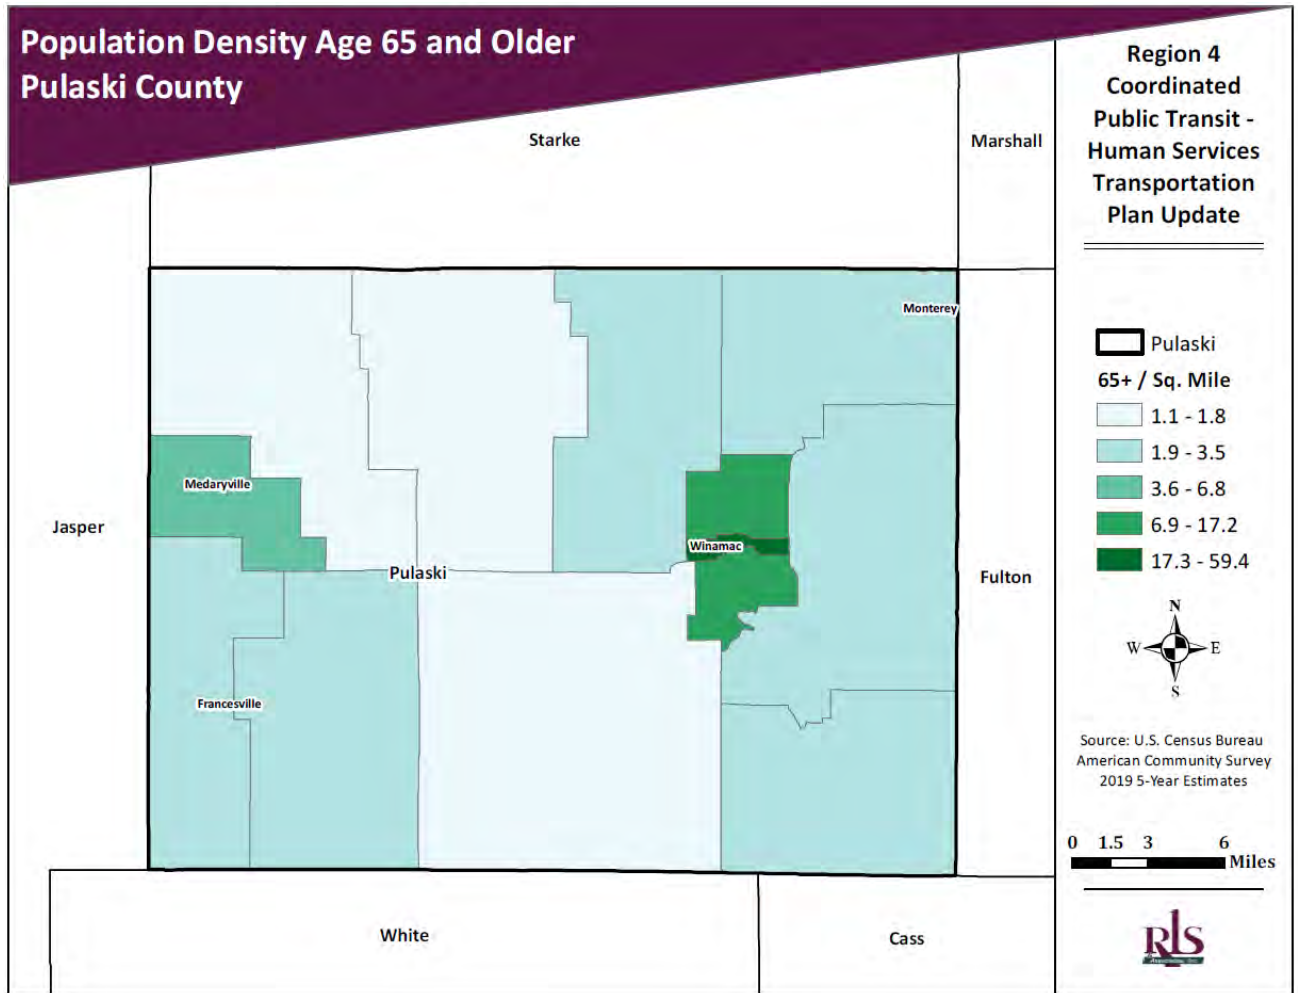 Population Density Age 65 and Older
Pulaski County
Region 4
Coordinated
Public Transit -
Human Services
Transportation
Plan Update
Starke
Marshall
Monterey
Medaryville
Jasper
Winamac
Pulaski
Fulton
Francesville
White
Cass
Pulaski
65+ / Sq. Mile
1.1 - 1.8
1.9 - 3.5
3.6 - 6.8
6.9 - 17.2
17.3 - 59.4
N
W
E
S
Source: U.S. Census Bureau
American Community Survey
2019 5-Year Estimates
0 1.5 3 6
Miles
RLS